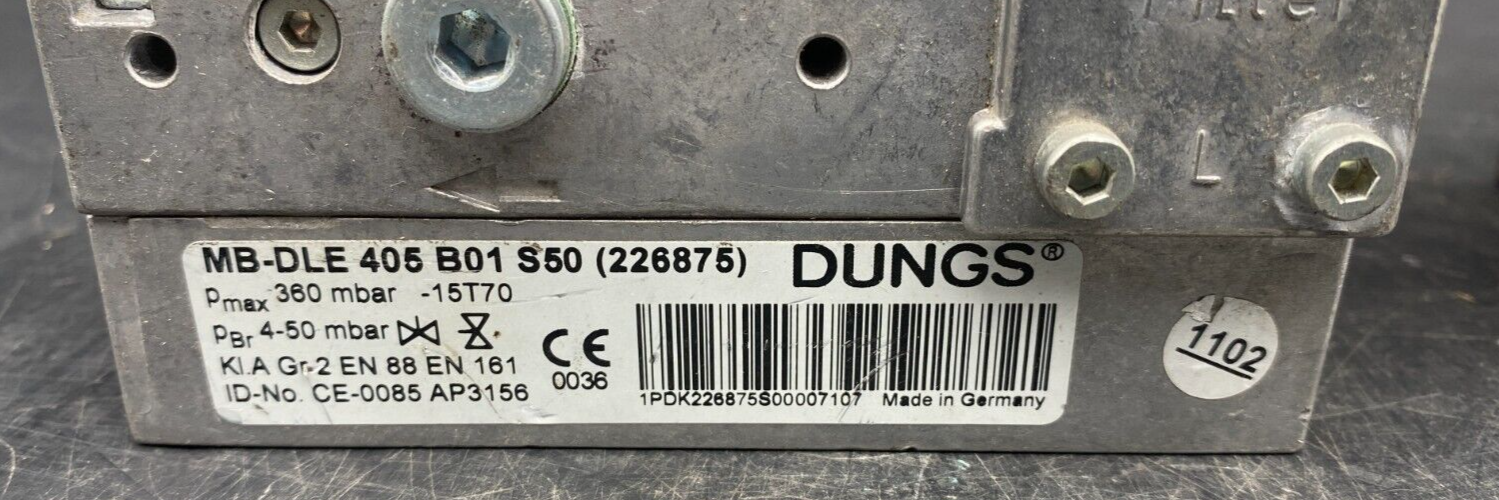 Filter
L
MB-DLE 405 B01 S50 (226875)
DUNGS®
Pmax 360 mbar -15T70
PBr 4-50 mbar
Kl.A Gr.2 EN 88 EN 161
ID-No. CE-0085 AP3156
CE
0036
1PDK226875S00007107 Made in Germany
1102